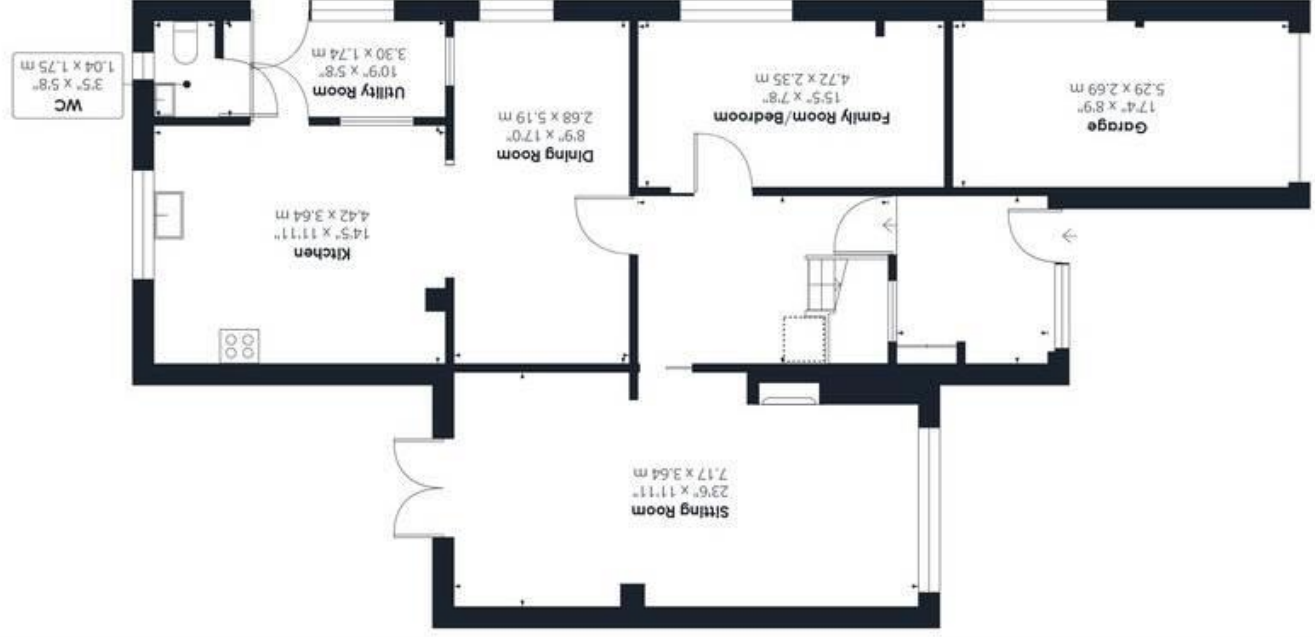 Sitting Room
23'6" x 11'11"
7.17 x 3.64 m
Kitchen
14'5" x 11'11"
4.42 x 3.64 m
Dining Room
8'9" x 17'0"
2.68 x 5.19 m
Garage
17'4" x 8'9"
5.29 x 2.69 m
Family Room/Bedroom
15'5" x 7'8"
4.72 x 2.35 m
Utility Room
10'9" x 5'8"
3.30 x 1.74 m
WC
3'5" x 5'8"
1.04 x 1.75 m